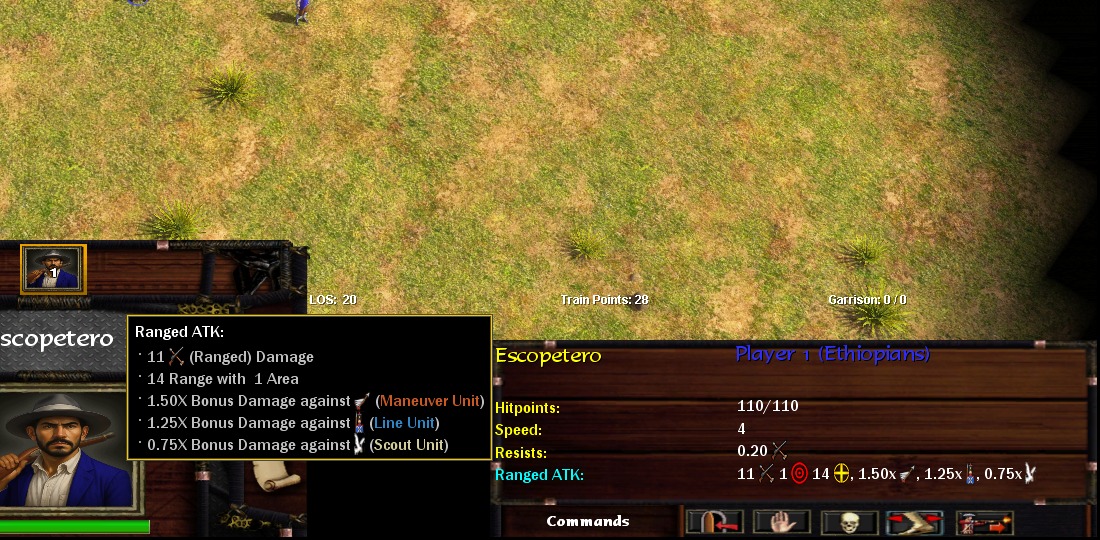 1
LOS: 20
Train Points: 28
Garrison: 0 / 0
scopetero
Ranged ATK:
· 11 (Ranged) Damage
· 14 Range with 1 Area
· 1.50X Bonus Damage against (Maneuver Unit)
· 1.25X Bonus Damage against (Line Unit)
· 0.75X Bonus Damage against (Scout Unit)
Escopetero
Player 1 (Ethiopians)
Hitpoints: 110/110
Speed: 4
Resists: 0.20
Ranged ATK: 11 1 14 , 1.50x , 1.25x , 0.75x
Commands